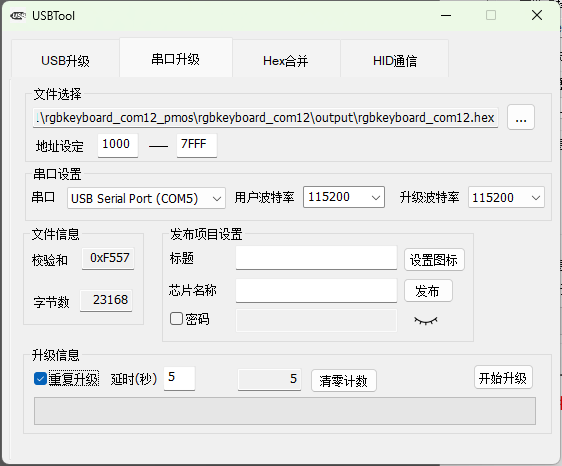 USBTool
USB升级 串口升级 Hex合并 HID通信
文件选择
.\rgbkeyboard_com12_pmos\rgbkeyboard_com12\output\rgbkeyboard_com12.hex ...
地址设定 1000 — 7FFF
串口设置
串口 USB Serial Port (COM5) 用户波特率 115200 升级波特率 115200
文件信息
校验和 0xF557
字节数 23168
发布项目设置
标题 设置图标
芯片名称 发布
密码
升级信息
重复升级 延时(秒) 5 5 清零计数 开始升级